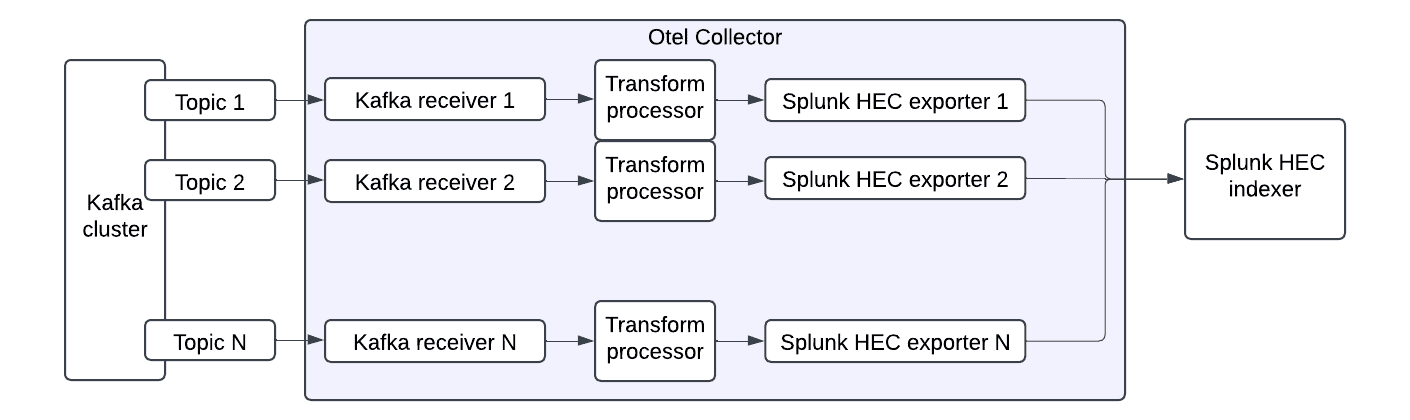 Otel Collector
Topic 1
Kafka receiver 1
Transform
processor
Splunk HEC exporter 1
Topic 2
Kafka receiver 2
Transform
processor
Splunk HEC exporter 2
Splunk HEC
indexer
Kafka
cluster
Topic N
Kafka receiver N
Transform
processor
Splunk HEC exporter N